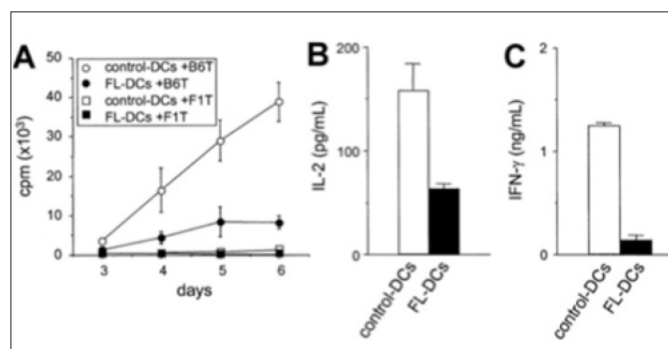 A
50
40
30
20
10
0
cpm (x10³)
control-DCs +B6T
FL-DCs +B6T
control-DCs +F1T
FL-DCs +F1T
3 4 5 6
days
B
200
100
0
IL-2 (pg/mL)
control-DCs
FL-DCs
C
2
1
0
IFN-γ (ng/mL)
control-DCs
FL-DCs